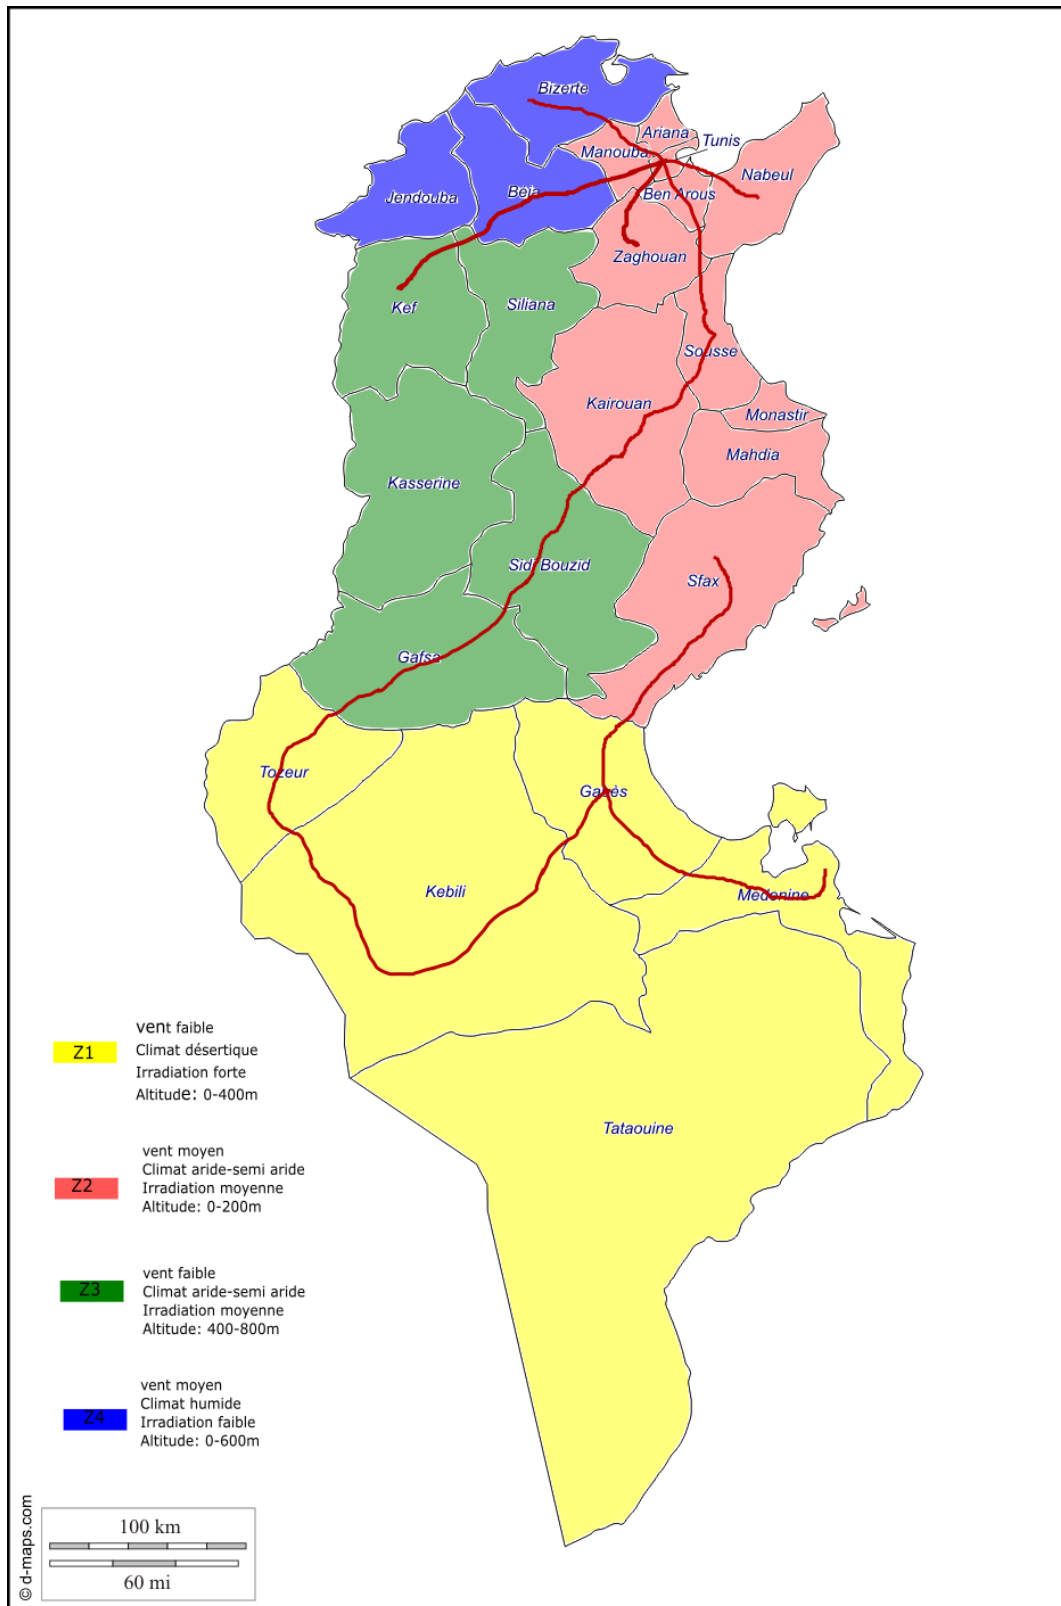 Bizerte
Ariana
Tunis
Manouba
Nabeul
Jendouba
Béja
Ben Arous
Zaghouan
Kef
Siliana
Sousse
Kairouan
Monastir
Mahdia
Kasserine
Sidi Bouzid
Sfax
Gafsa
Tozeur
Gabès
Kebili
Médenine
Tataouine
Z1
vent faible
Climat désertique
Irradiation forte
Altitude: 0-400m
Z2
vent moyen
Climat aride-semi aride
Irradiation moyenne
Altitude: 0-200m
Z3
vent faible
Climat aride-semi aride
Irradiation moyenne
Altitude: 400-800m
Z4
vent moyen
Climat humide
Irradiation faible
Altitude: 0-600m
100 km
60 mi
© d-maps.com